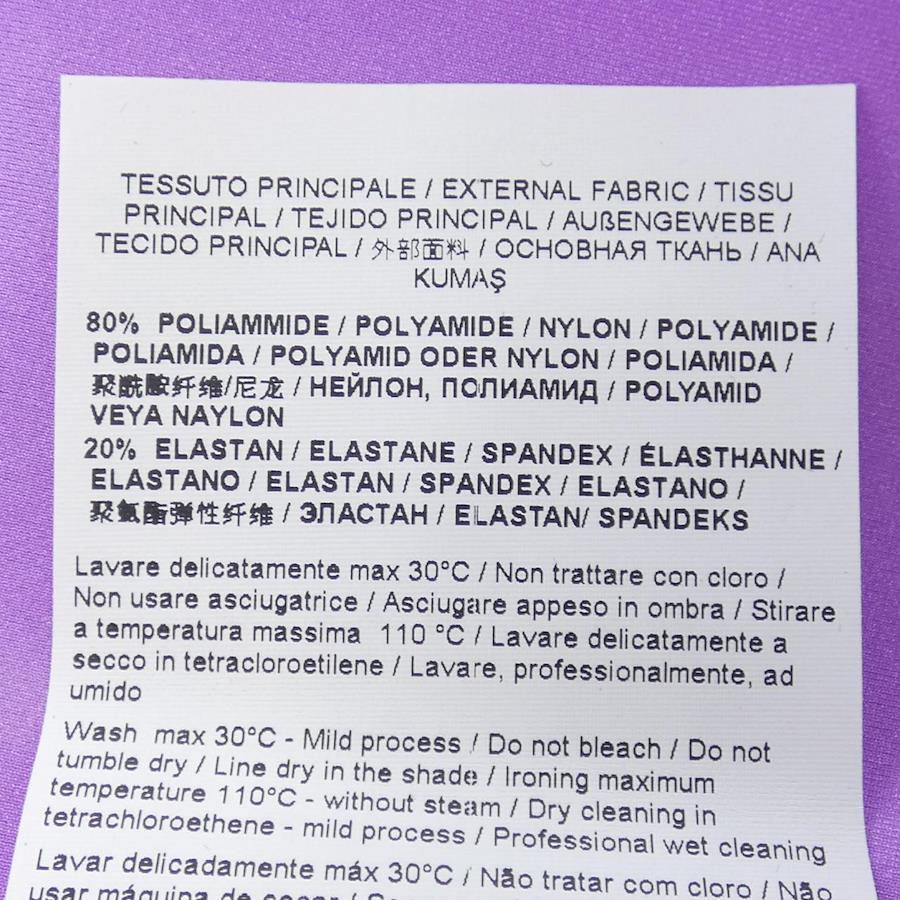 TESSUTO PRINCIPALE / EXTERNAL FABRIC / TISSU
PRINCIPAL / TEJIDO PRINCIPAL / AUßENGEWEBE /
TECIDO PRINCIPAL / 外部面料 / ОСНОВНАЯ ТКАНЬ / ANA
KUMAŞ
80% POLIAMMIDE / POLYAMIDE / NYLON / POLYAMIDE /
POLIAMIDA / POLYAMID ODER NYLON / POLIAMIDA /
聚酰胺纤维/尼龙 / НЕЙЛОН, ПОЛИАМИД / POLYAMID
VEYA NAYLON
20% ELASTAN / ELASTANE / SPANDEX / ÉLASTHANNE /
ELASTANO / ELASTAN / SPANDEX / ELASTANO /
聚氨酯弹性纤维 / ЭЛАСТАН / ELASTAN/ SPANDEKS
Lavare delicatamente max 30°C / Non trattare con cloro /
Non usare asciugatrice / Asciugare appeso in ombra / Stirare
a temperatura massima 110 °C / Lavare delicatamente a
secco in tetracloroetilene / Lavare, professionalmente, ad
umido
Wash max 30°C - Mild process / Do not bleach / Do not
tumble dry / Line dry in the shade / Ironing maximum
temperature 110°C - without steam / Dry cleaning in
tetrachloroethene - mild process / Professional wet cleaning
Lavar delicadamente máx 30°C / Não tratar com cloro / Não
usar máquina de secar /